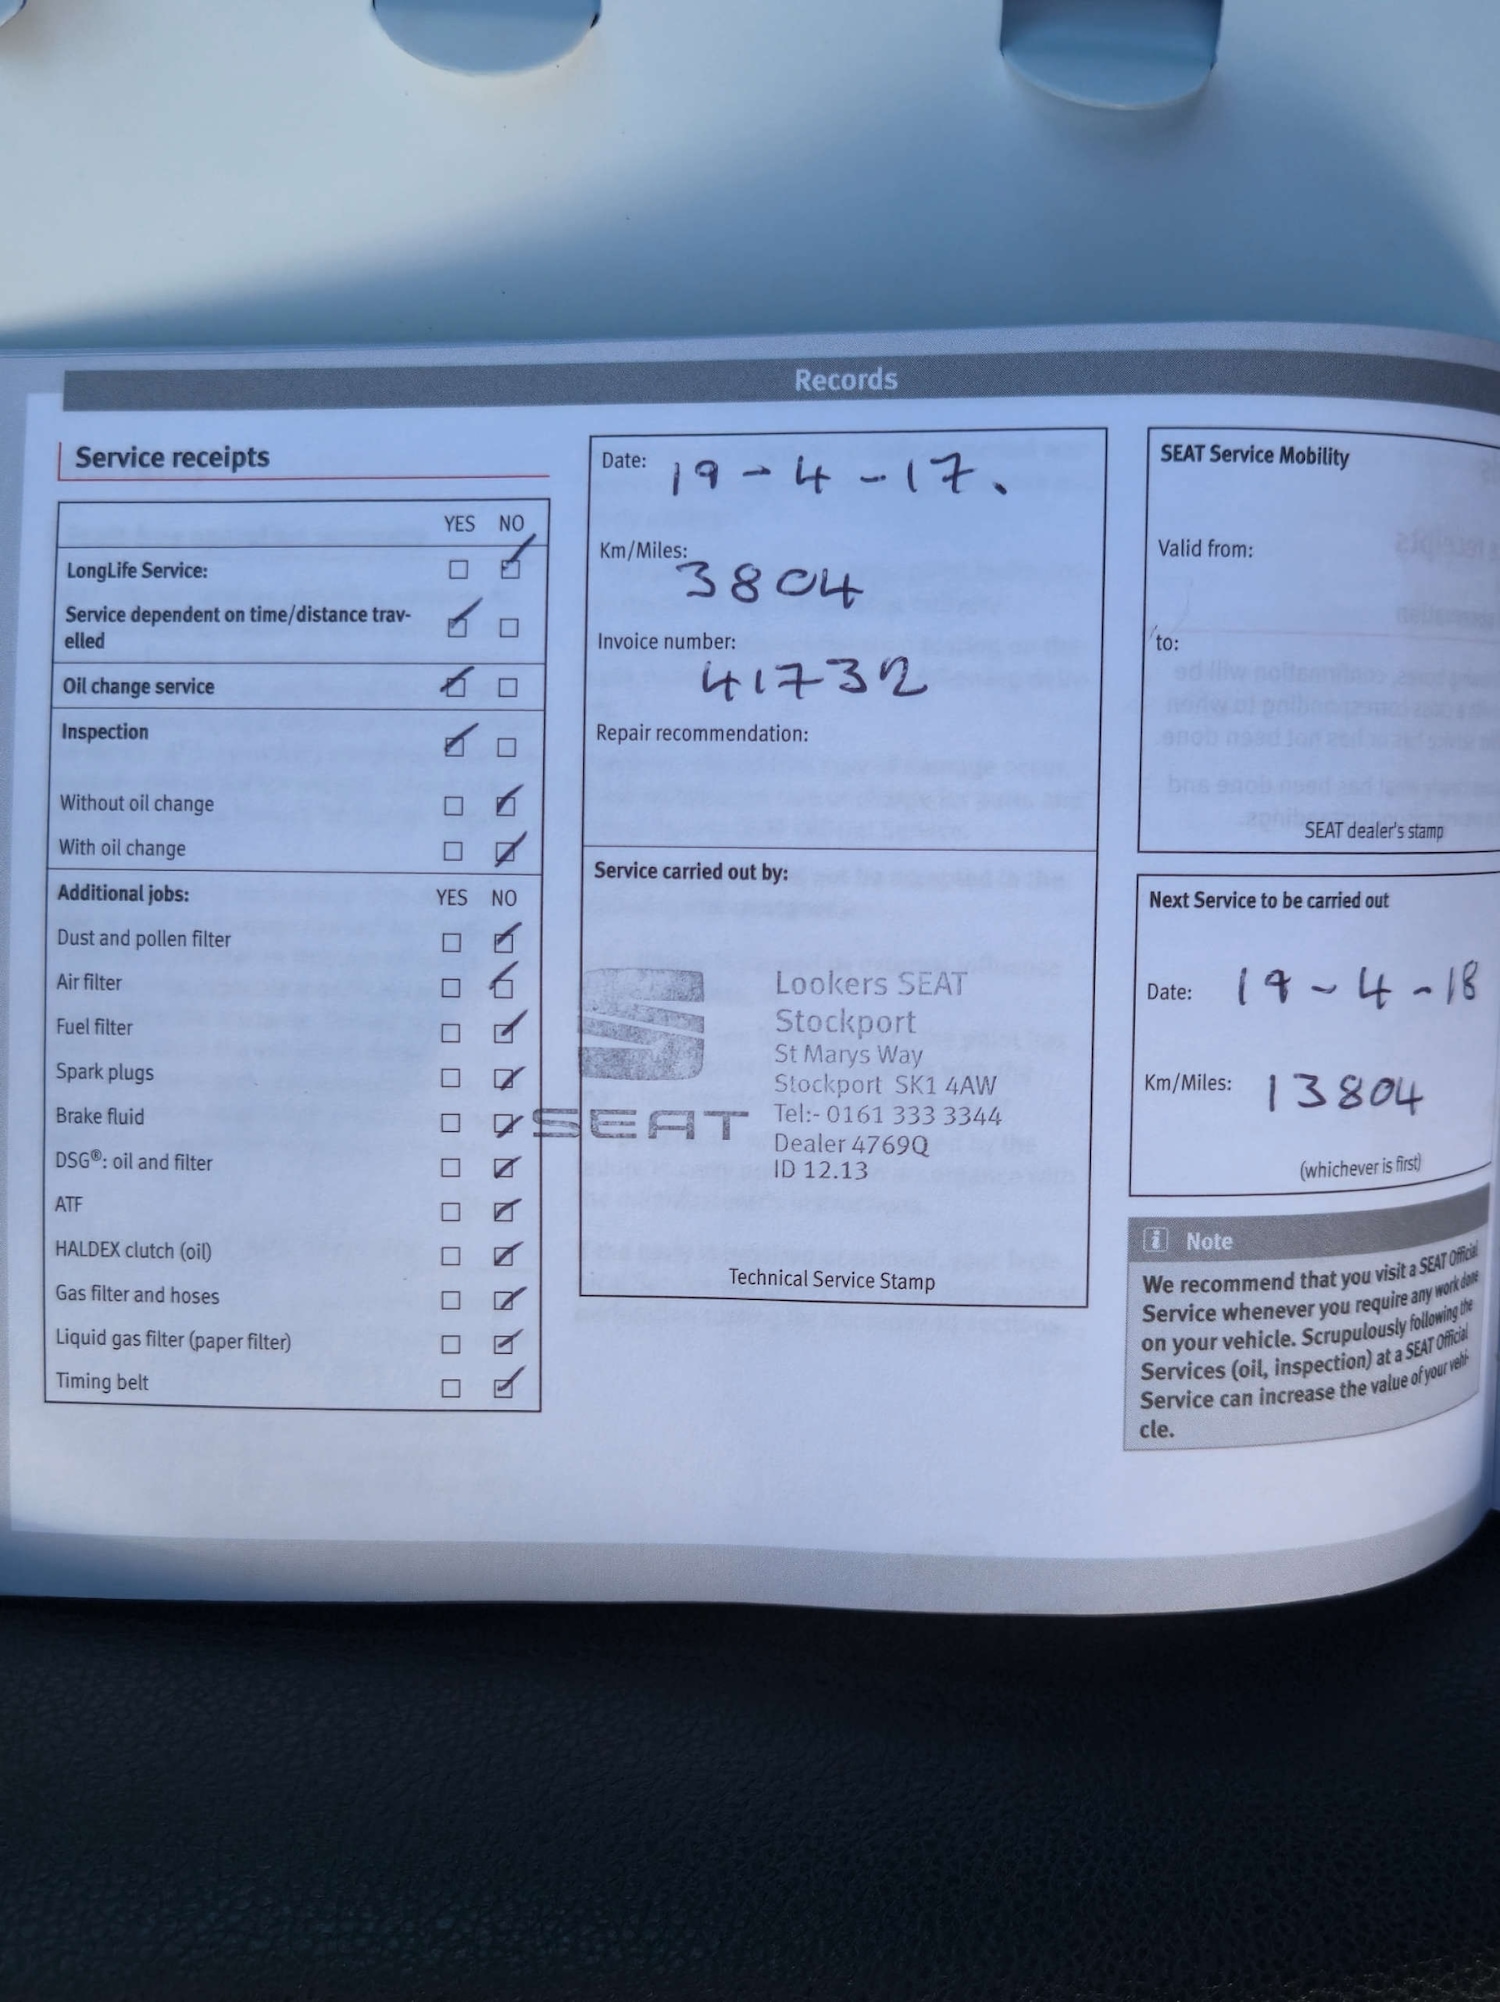 Records
Service receipts
YES NO
LongLife Service:
Service dependent on time/distance trav-
elled
Oil change service
Inspection
Without oil change
With oil change
Additional jobs: YES NO
Dust and pollen filter
Air filter
Fuel filter
Spark plugs
Brake fluid
DSG®: oil and filter
ATF
HALDEX clutch (oil)
Gas filter and hoses
Liquid gas filter (paper filter)
Timing belt
Date: 19-4-17.
Km/Miles:
3804
Invoice number:
41732
Repair recommendation:
Service carried out by:
SEAT
Lookers SEAT
Stockport
St Marys Way
Stockport SK1 4AW
Tel:- 0161 333 3344
Dealer 4769Q
ID 12.13
Technical Service Stamp
SEAT Service Mobility
Valid from:
to:
SEAT dealer's stamp
Next Service to be carried out
Date: 19-4-18
Km/Miles: 13804
(whichever is first)
i Note
We recommend that you visit a SEAT Official
Service whenever you require any work done
on your vehicle. Scrupulously following the
Services (oil, inspection) at a SEAT Official
Service can increase the value of your vehi-
cle.